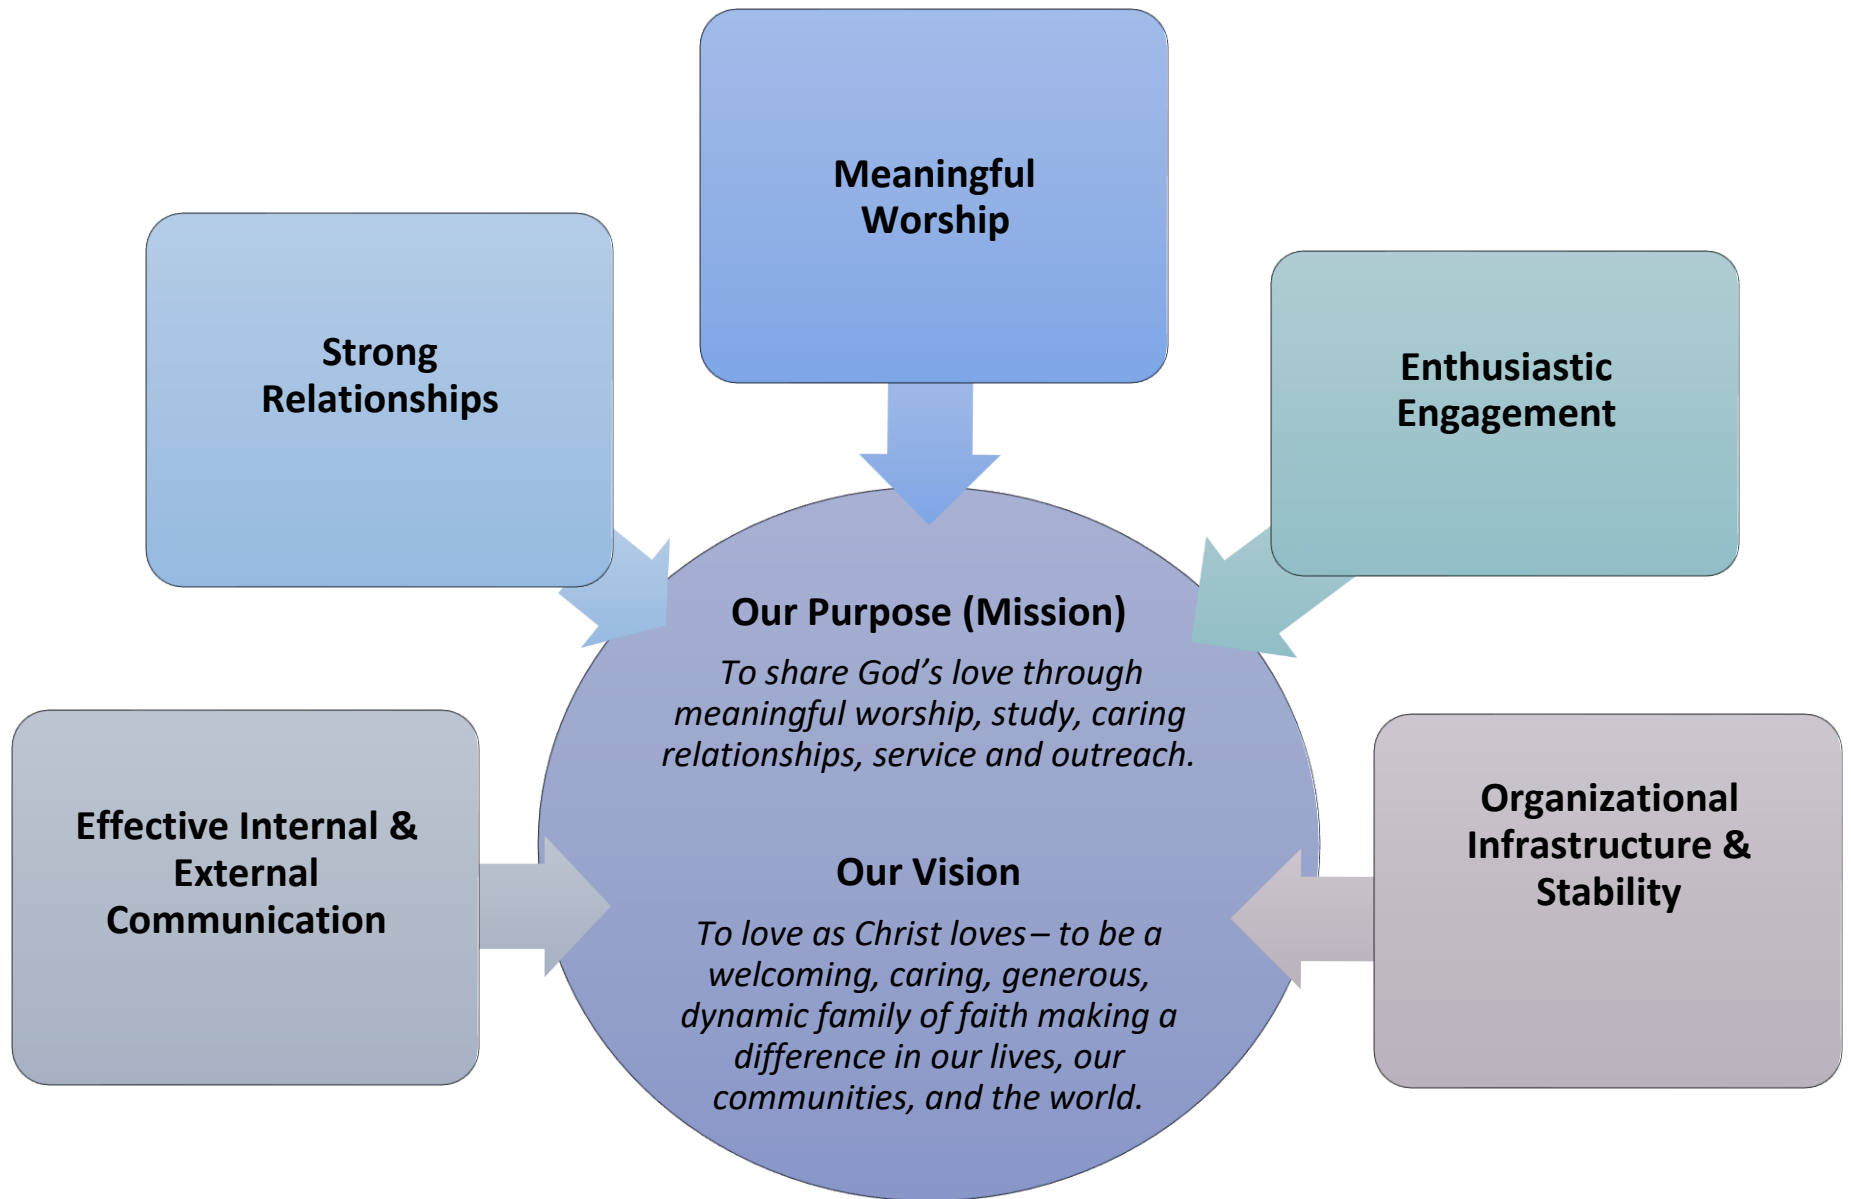 Meaningful
Worship
Strong
Relationships
Enthusiastic
Engagement
Effective Internal &
External
Communication
Our Purpose (Mission)
To share God’s love through
meaningful worship, study, caring
relationships, service and outreach.
Our Vision
To love as Christ loves – to be a
welcoming, caring, generous,
dynamic family of faith making a
difference in our lives, our
communities, and the world.
Organizational
Infrastructure &
Stability